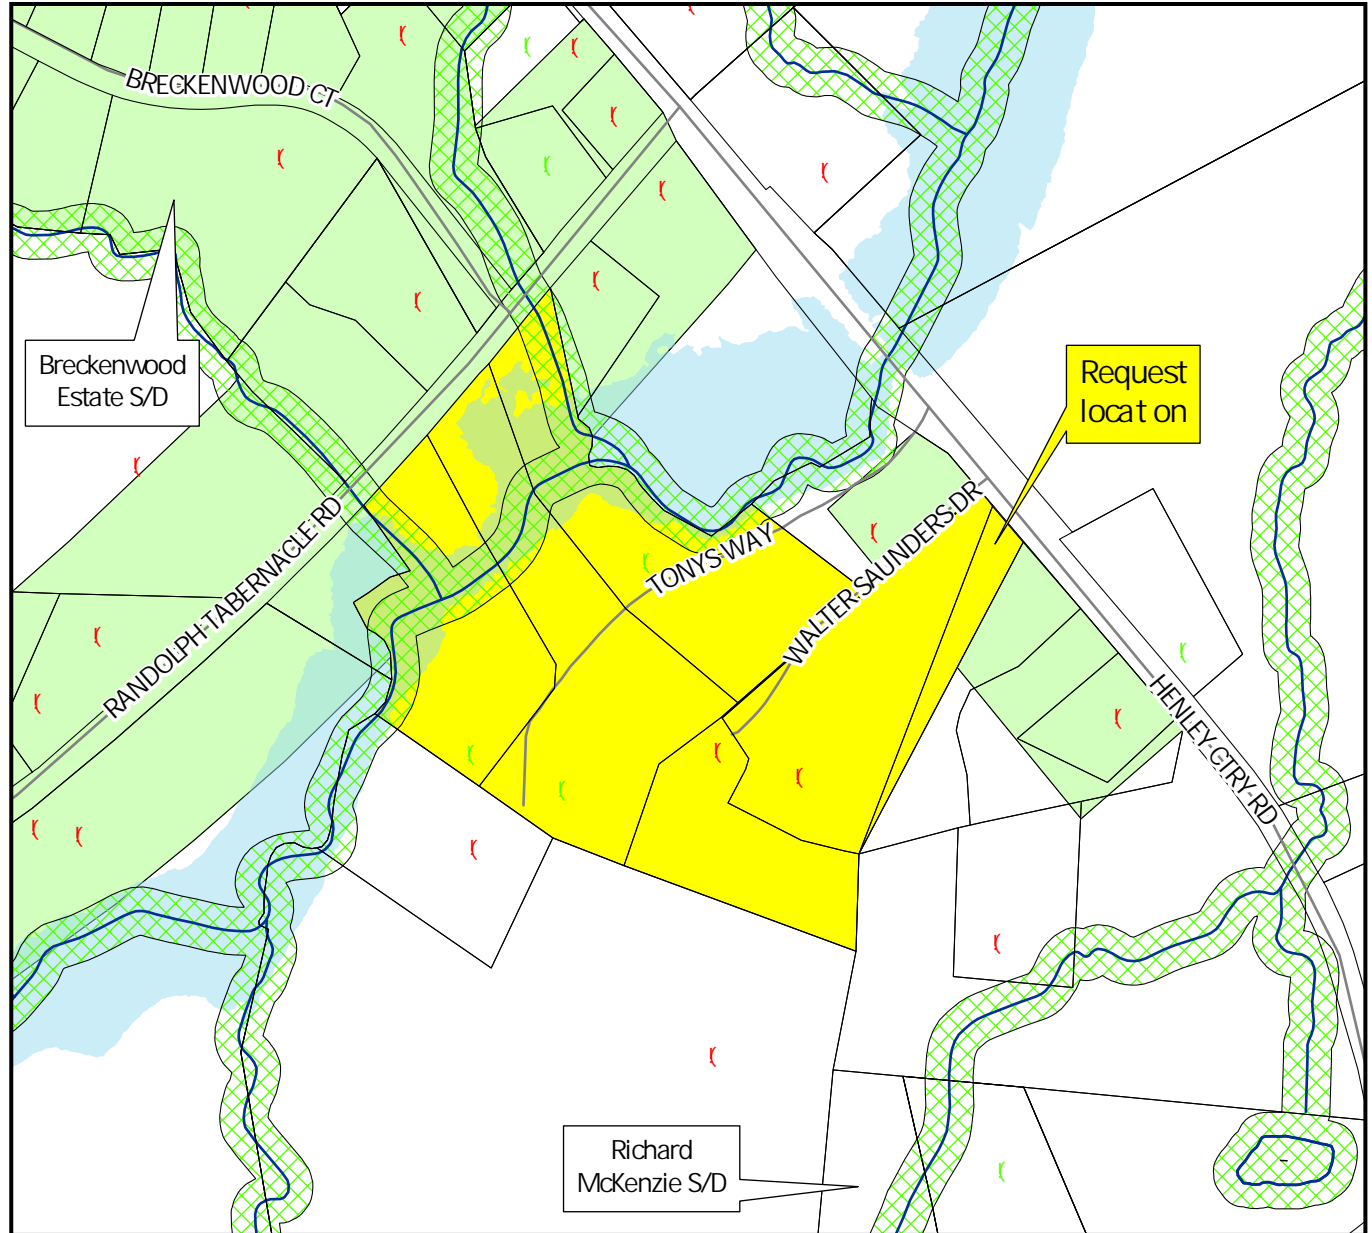 BRECKENWOOD CT
Breckenwood
Estate S/D
Request
locat on
RANDOLPH TABERNACLE RD
TONYS WAY
WALTER SAUNDERS DR
HENLEY CTRY RD
Richard
McKenzie S/D